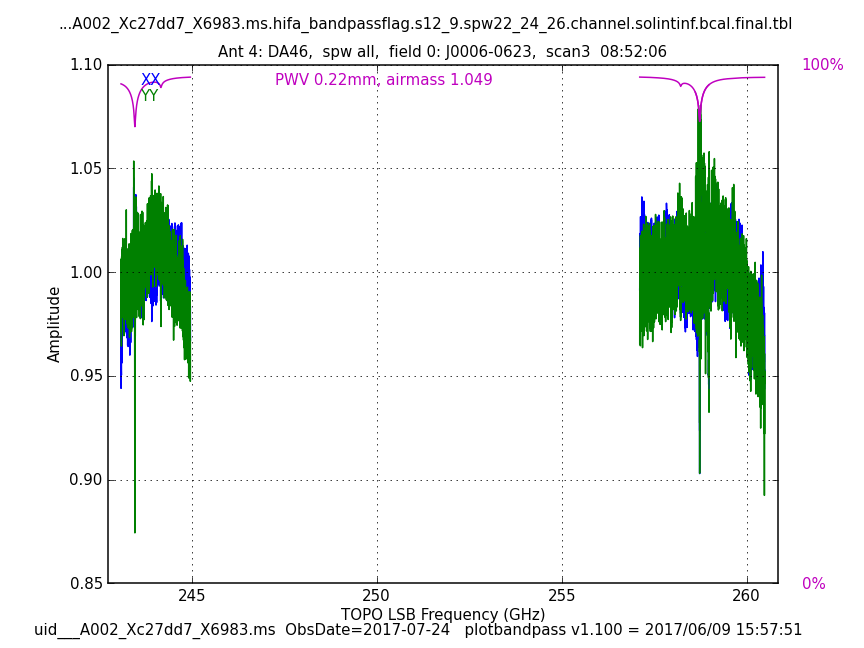 ...A002_Xc27dd7_X6983.ms.hifa_bandpassflag.s12_9.spw22_24_26.channel.solintinf.bcal.final.tbl
Ant 4: DA46,  spw all,  field 0: J0006-0623,  scan3  08:52:06
1.10
XX
YY
PWV 0.22mm, airmass 1.049
100%
1.05
1.00
0.95
0.90
0.85
0%
Amplitude
245
250
255
260
TOPO LSB Frequency (GHz)
uid___A002_Xc27dd7_X6983.ms  ObsDate=2017-07-24   plotbandpass v1.100 = 2017/06/09 15:57:51